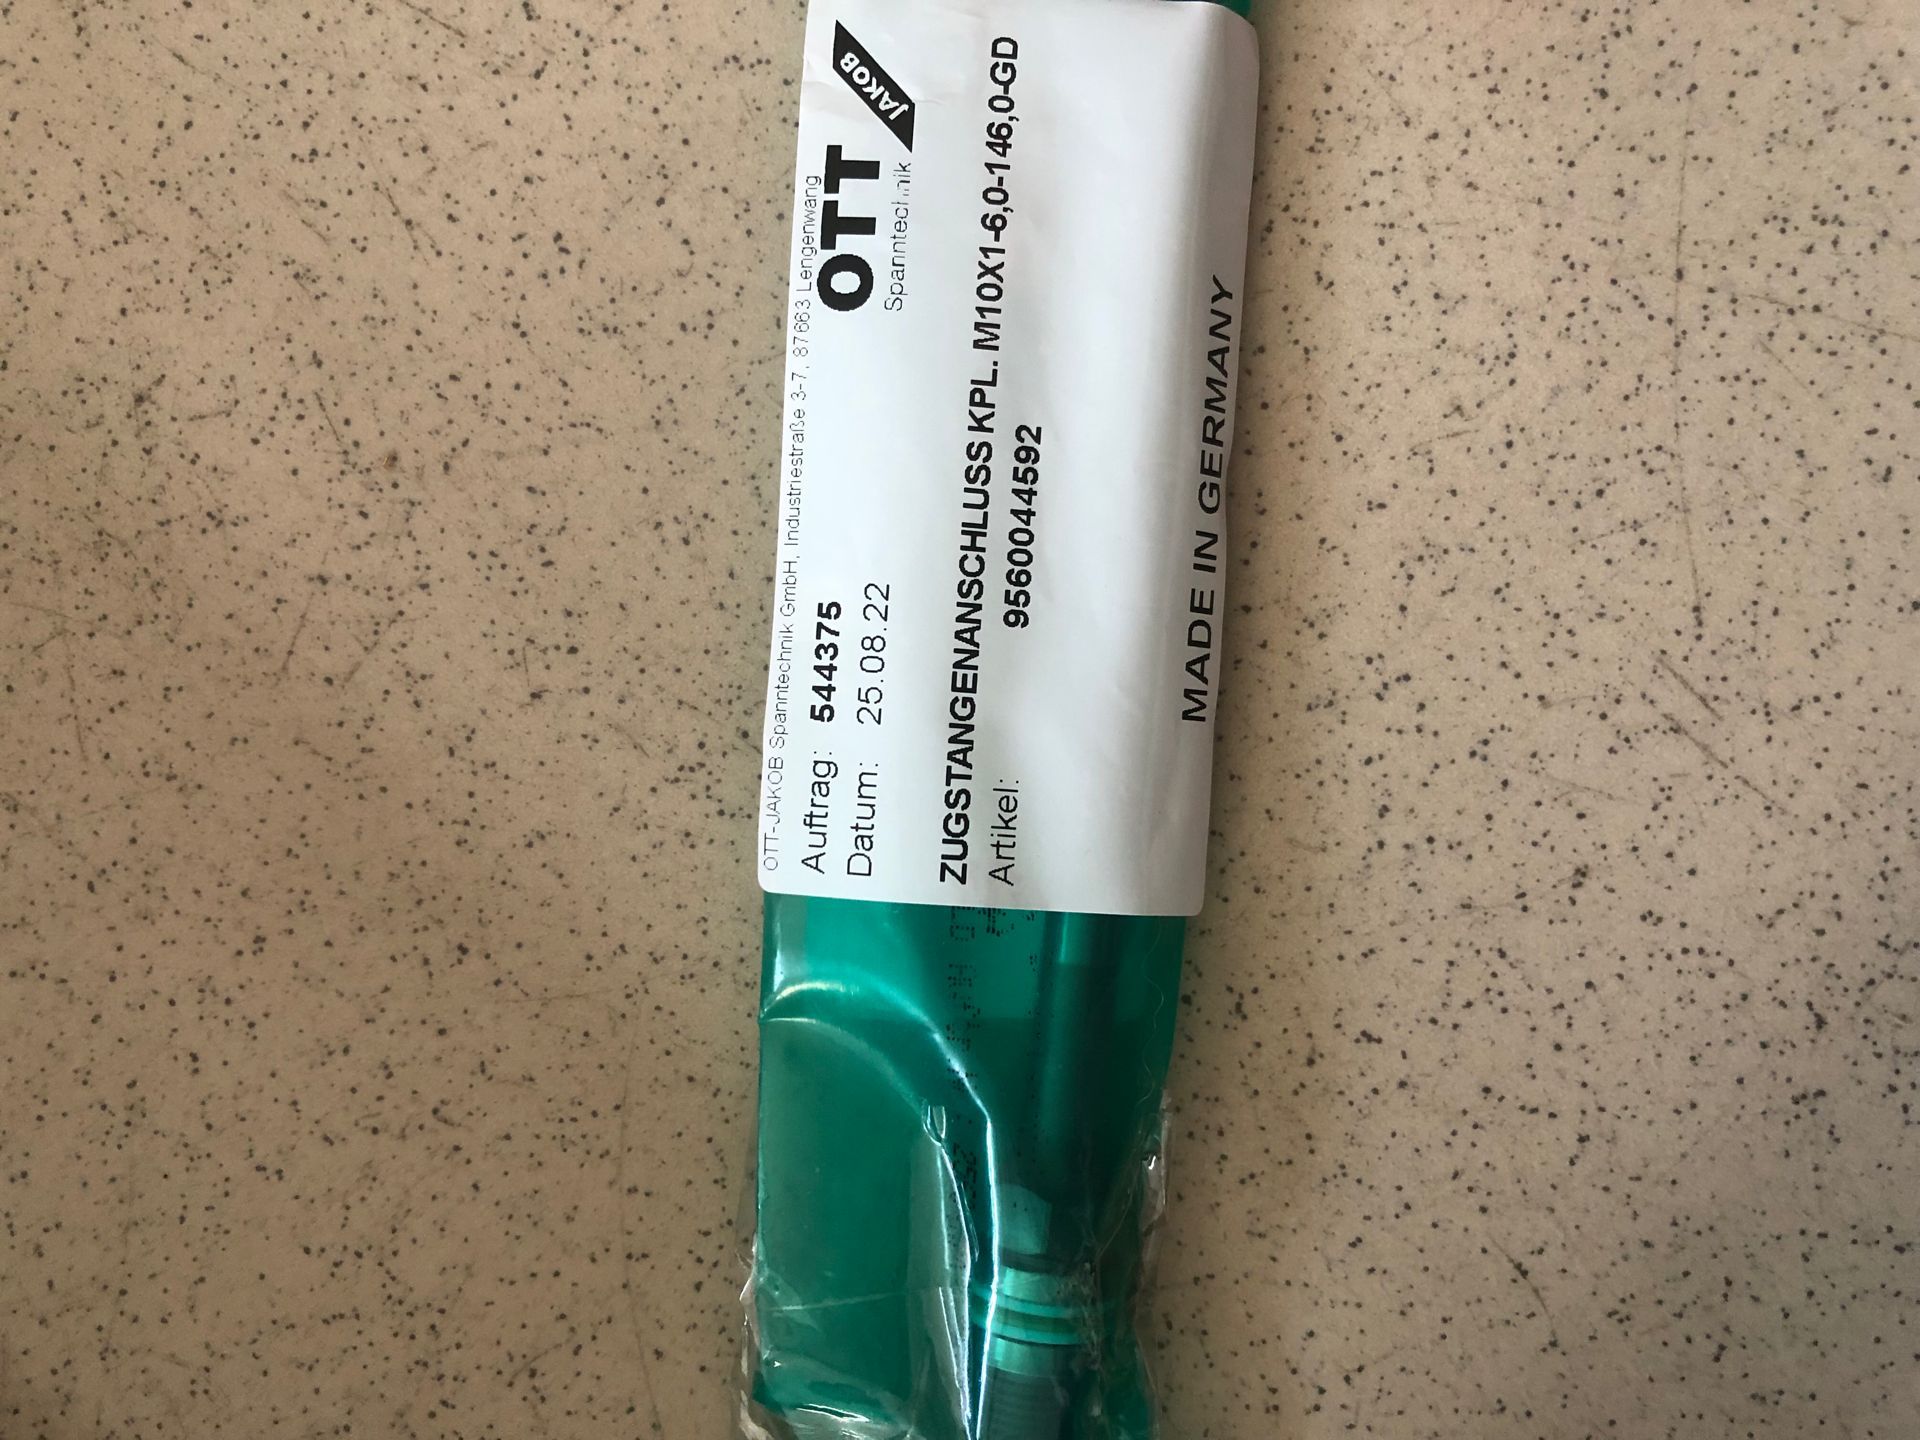 OTT-JAKOB Spanntechnik GmbH, Industriestraße 3-7, 87663 Lengenwang
Auftrag: 544375
Datum: 25.08.22
OTT
JAKOB
Spanntechnik
ZUGSTANGENANSCHLUSS KPL. M10X1-6,0-146,0-GD
Artikel: 9560044592
MADE IN GERMANY